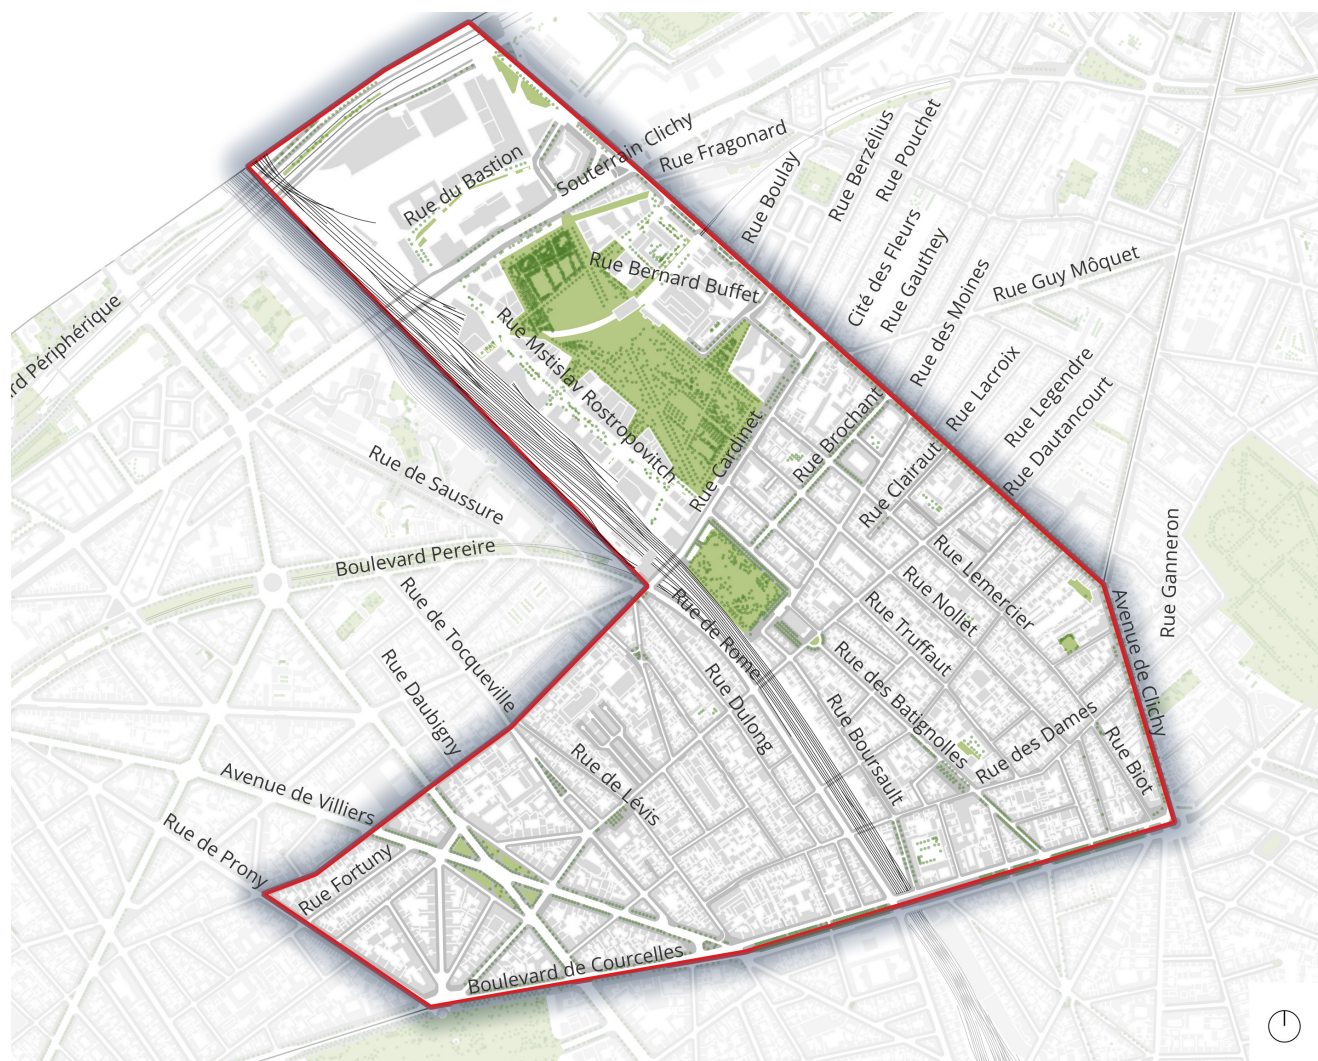 Souterrain Clichy
Rue Fragonard
Rue du Bastion
Rue Boulay
Rue Berzélius
Rue Pouchet
Cité des Fleurs
Rue Gauthey
Rue des Moines
Rue Guy Môquet
Rue Bernard Buffet
Rue Mstislav Rostropovitch
ard Périphérique
Rue Lacroix
Rue Legendre
Rue Dautancourt
Rue Brochant
Rue Cardinet
Rue Clairaut
Rue de Saussure
Boulevard Pereire
Rue Ganneron
Rue Lemercier
Rue Nollet
Rue Truffaut
Avenue de Clichy
Rue de Rome
Rue de Tocqueville
Rue Daubigny
Rue des Batignolles
Rue Dulong
Rue Boursault
Rue des Dames
Rue Biot
Rue de Lévis
Avenue de Villiers
Rue de Prony
Rue Fortuny
Boulevard de Courcelles